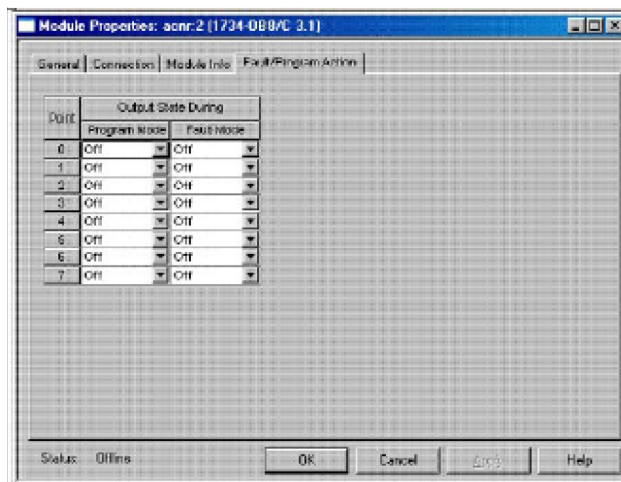 Module Properties: acnr:2 (1734-OB8/C 3.1)
General Connection Module Info Fault/Program Action
Point Output State During
Program Mode Fault Mode
0 Off Off
1 Off Off
2 Off Off
3 Off Off
4 Off Off
5 Off Off
6 Off Off
7 Off Off
Status: Offline OK Cancel Apply Help